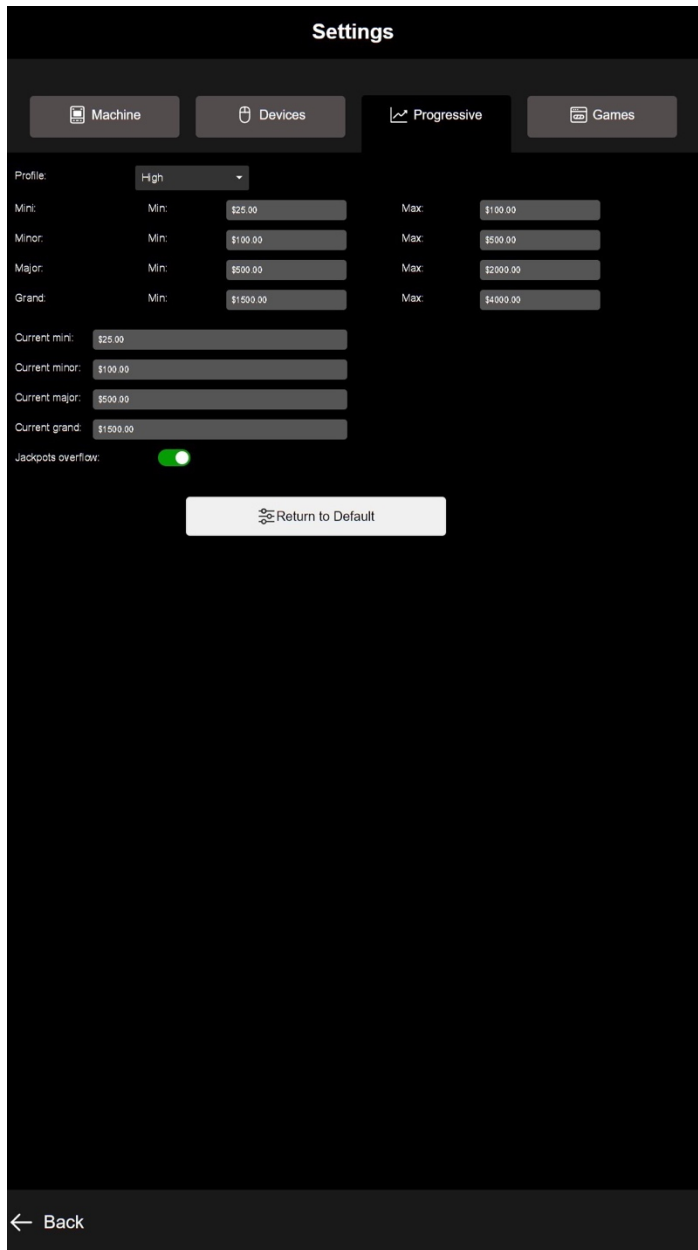 Settings
Machine Devices Progressive Games
Profile: High
Mini: Min: $25.00 Max: $100.00
Minor: Min: $100.00 Max: $500.00
Major: Min: $500.00 Max: $2000.00
Grand: Min: $1500.00 Max: $4000.00
Current mini: $25.00
Current minor: $100.00
Current major: $500.00
Current grand: $1500.00
Jackpots overflow:
Return to Default
Back